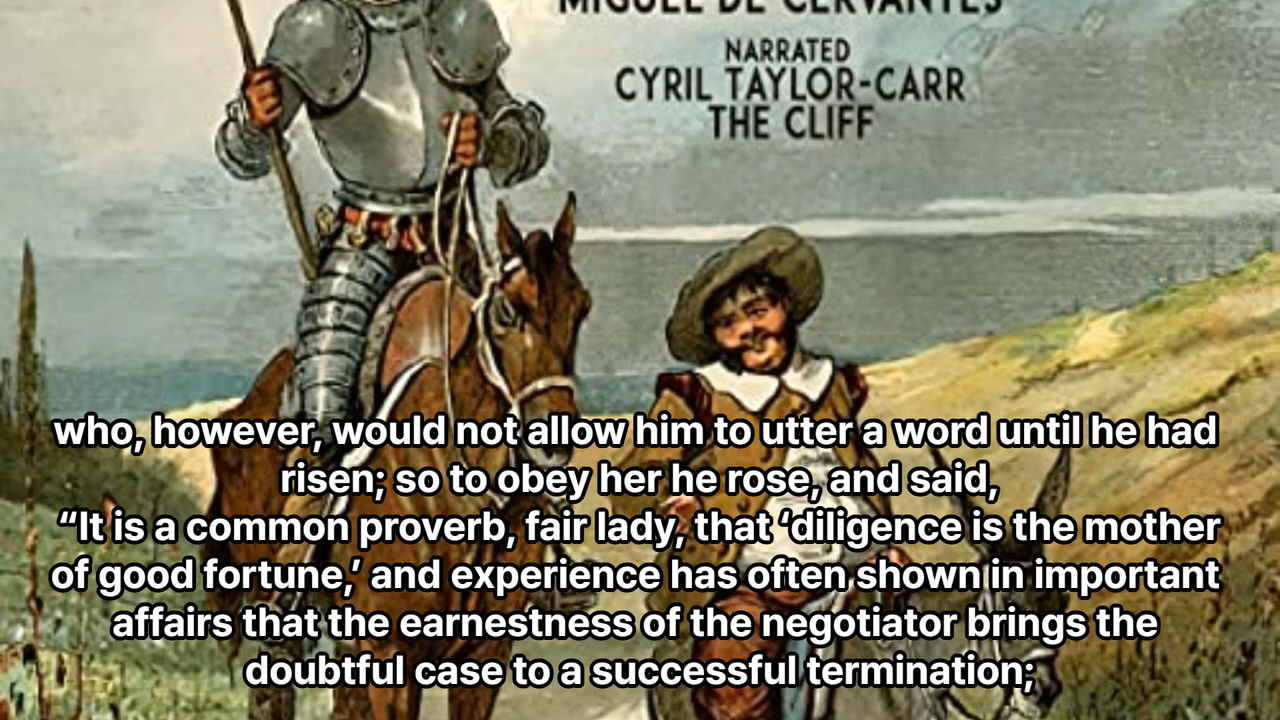 MIGUEL DE CERVANTES
NARRATED
CYRIL TAYLOR-CARR
THE CLIFF
who, however, would not allow him to utter a word until he had
risen; so to obey her he rose, and said,
“It is a common proverb, fair lady, that ‘diligence is the mother
of good fortune,’ and experience has often shown in important
affairs that the earnestness of the negotiator brings the
doubtful case to a successful termination;